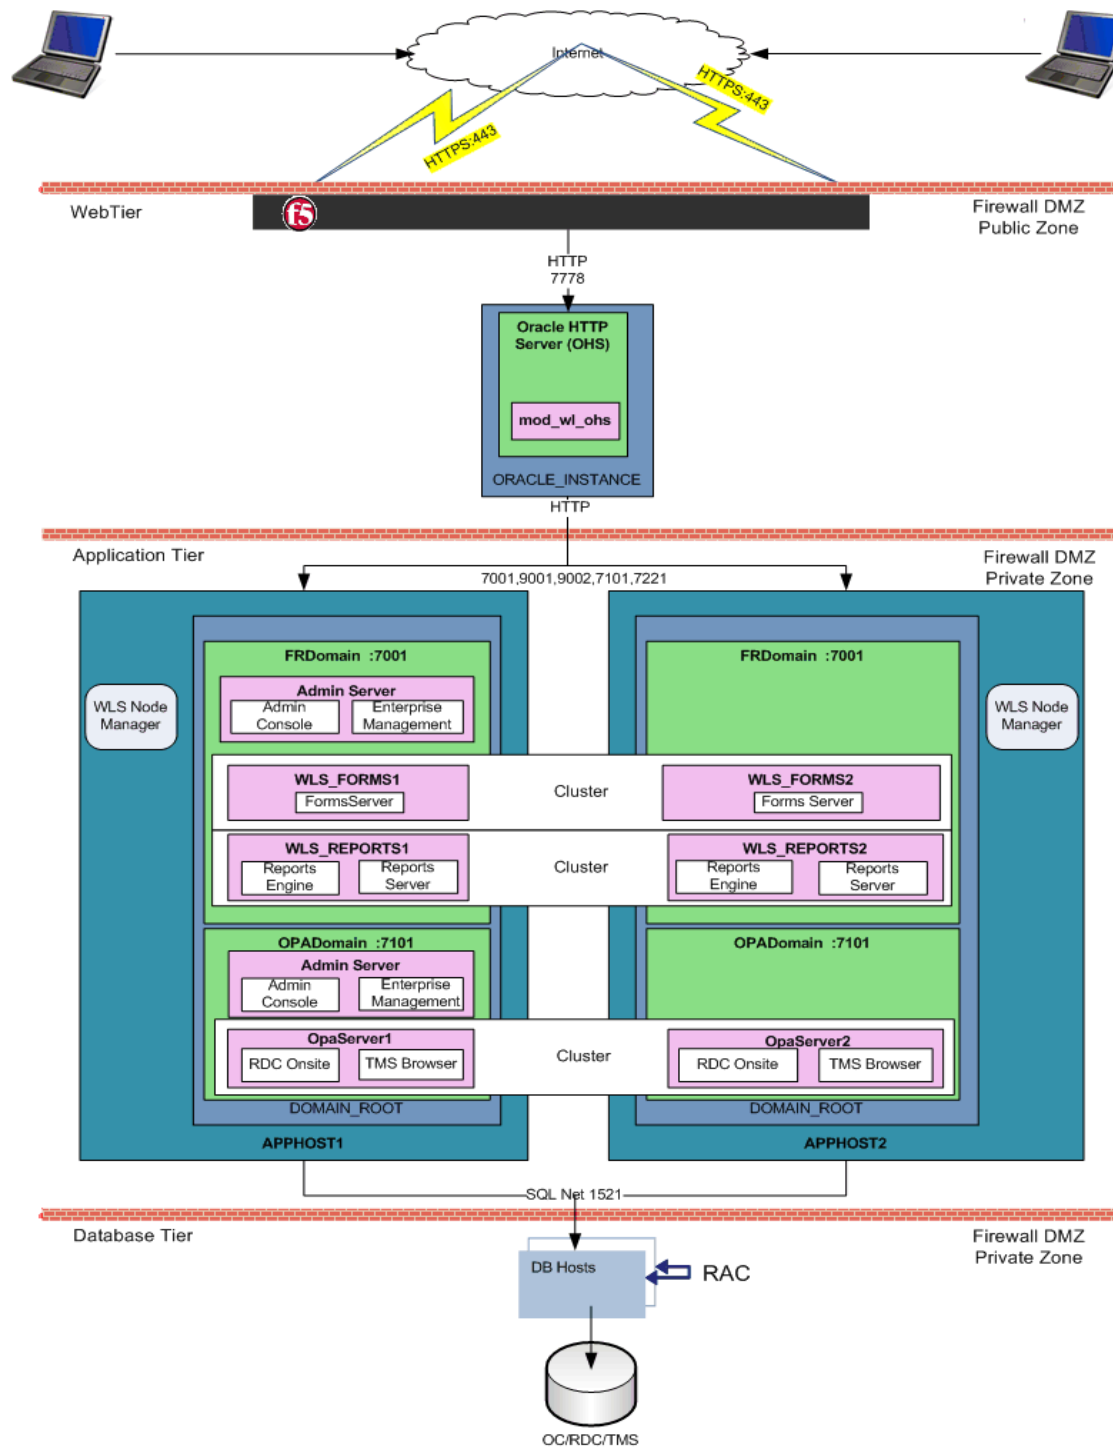 Internet
HTTPS:443
HTTPS:443
WebTier
f5
Firewall DMZ
Public Zone
HTTP
7778
Oracle HTTP
Server (OHS)
mod_wl_ohs
ORACLE_INSTANCE
HTTP
Application Tier
Firewall DMZ
Private Zone
7001,9001,9002,7101,7221
FRDomain :7001
FRDomain :7001
WLS Node
Manager
Admin Server
Admin
Console
Enterprise
Management
WLS Node
Manager
WLS_FORMS1
FormsServer
Cluster
WLS_FORMS2
Forms Server
WLS_REPORTS1
Reports
Engine
Reports
Server
Cluster
WLS_REPORTS2
Reports
Engine
Reports
Server
OPADomain :7101
OPADomain :7101
Admin Server
Admin
Console
Enterprise
Management
OpaServer1
RDC Onsite
TMS Browser
Cluster
OpaServer2
RDC Onsite
TMS Browser
DOMAIN_ROOT
DOMAIN_ROOT
APPHOST1
APPHOST2
SQL Net 1521
Database Tier
Firewall DMZ
Private Zone
DB Hosts
RAC
OC/RDC/TMS